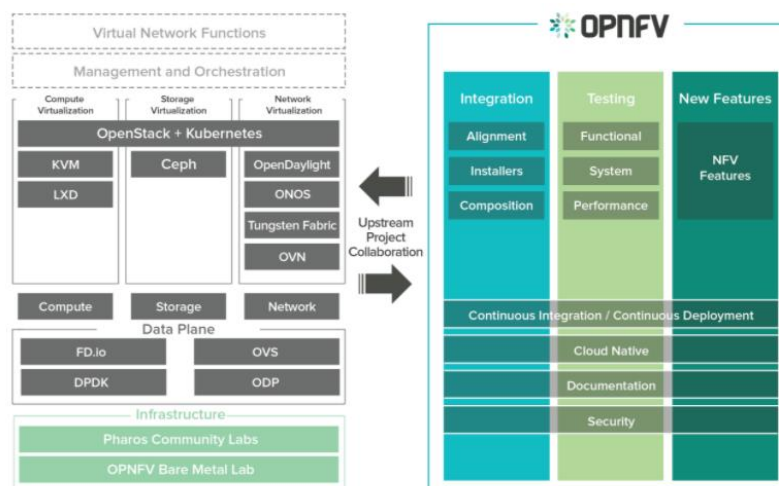 Virtual Network Functions
Management and Orchestration
Compute
Virtualization
Storage
Virtualization
Network
Virtualization
OpenStack + Kubernetes
KVM
Ceph
OpenDaylight
LXD
ONOS
Tungsten Fabric
OVN
Compute
Storage
Network
Data Plane
FD.io
OVS
DPDK
ODP
Infrastructure
Pharos Community Labs
OPNFV Bare Metal Lab
Upstream
Project
Collaboration
OPNFV
Integration
Testing
New Features
Alignment
Functional
NFV
Features
Installers
System
Composition
Performance
Continuous Integration / Continuous Deployment
Cloud Native
Documentation
Security